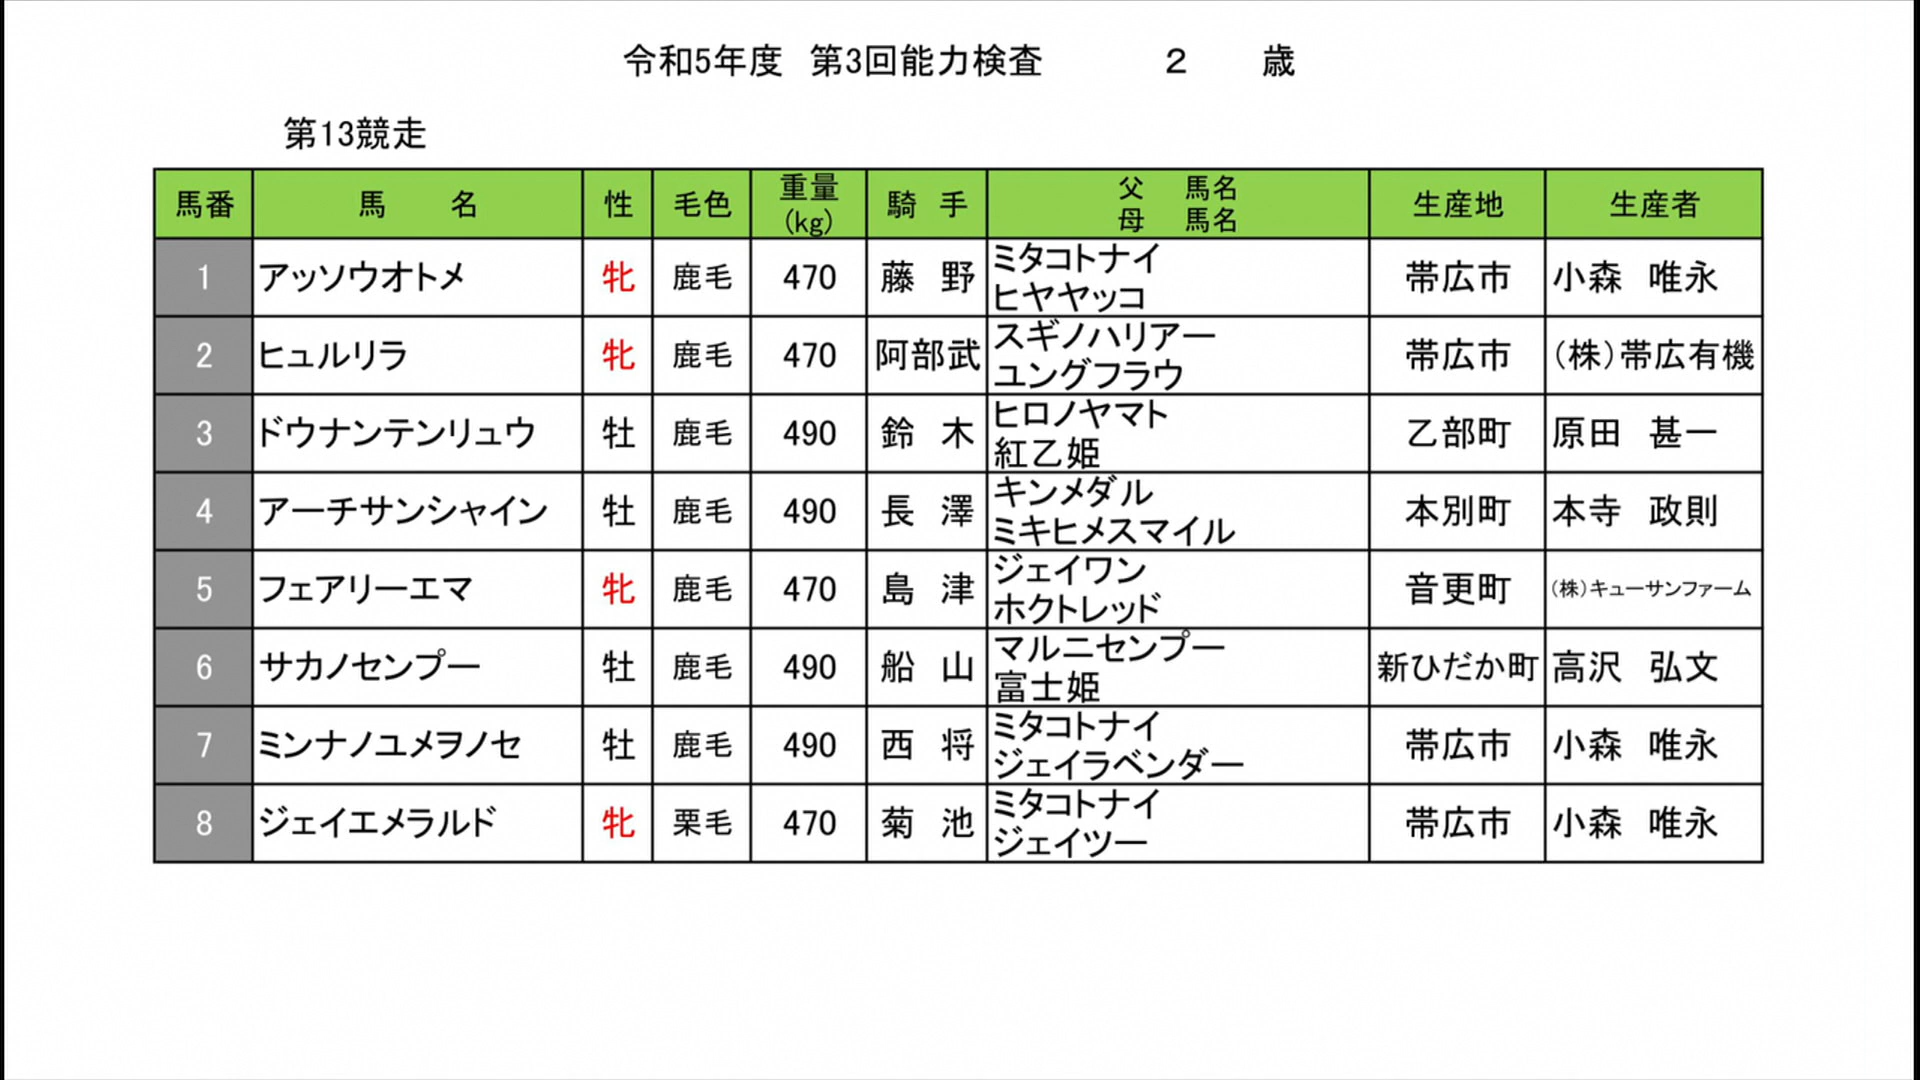 令和5年度 第3回能力検査 2 歳
第13競走
馬番 馬 名 性 毛色 重量(kg) 騎 手 父 馬名 母 馬名 生産地 生産者
1 アッソウオトメ 牝 鹿毛 470 藤 野 ミタコトナイ ヒヤヤッコ 帯広市 小森 唯永
2 ヒュルリラ 牝 鹿毛 470 阿部武 スギノハリアー ユングフラウ 帯広市 (株)帯広有機
3 ドウナンテンリュウ 牡 鹿毛 490 鈴 木 ヒロノヤマト 紅乙姫 乙部町 原田 甚一
4 アーチサンシャイン 牡 鹿毛 490 長 澤 キンメダル ミキヒメスマイル 本別町 本寺 政則
5 フェアリーエマ 牝 鹿毛 470 島 津 ジェイワン ホクトレッド 音更町 (株)キューサンファーム
6 サカノセンプー 牡 鹿毛 490 船 山 マルニセンプー 富士姫 新ひだか町 高沢 弘文
7 ミンナノユメヲノセ 牡 鹿毛 490 西 将 ミタコトナイ ジェイラベンダー 帯広市 小森 唯永
8 ジェイエメラルド 牝 栗毛 470 菊 池 ミタコトナイ ジェイツー 帯広市 小森 唯永